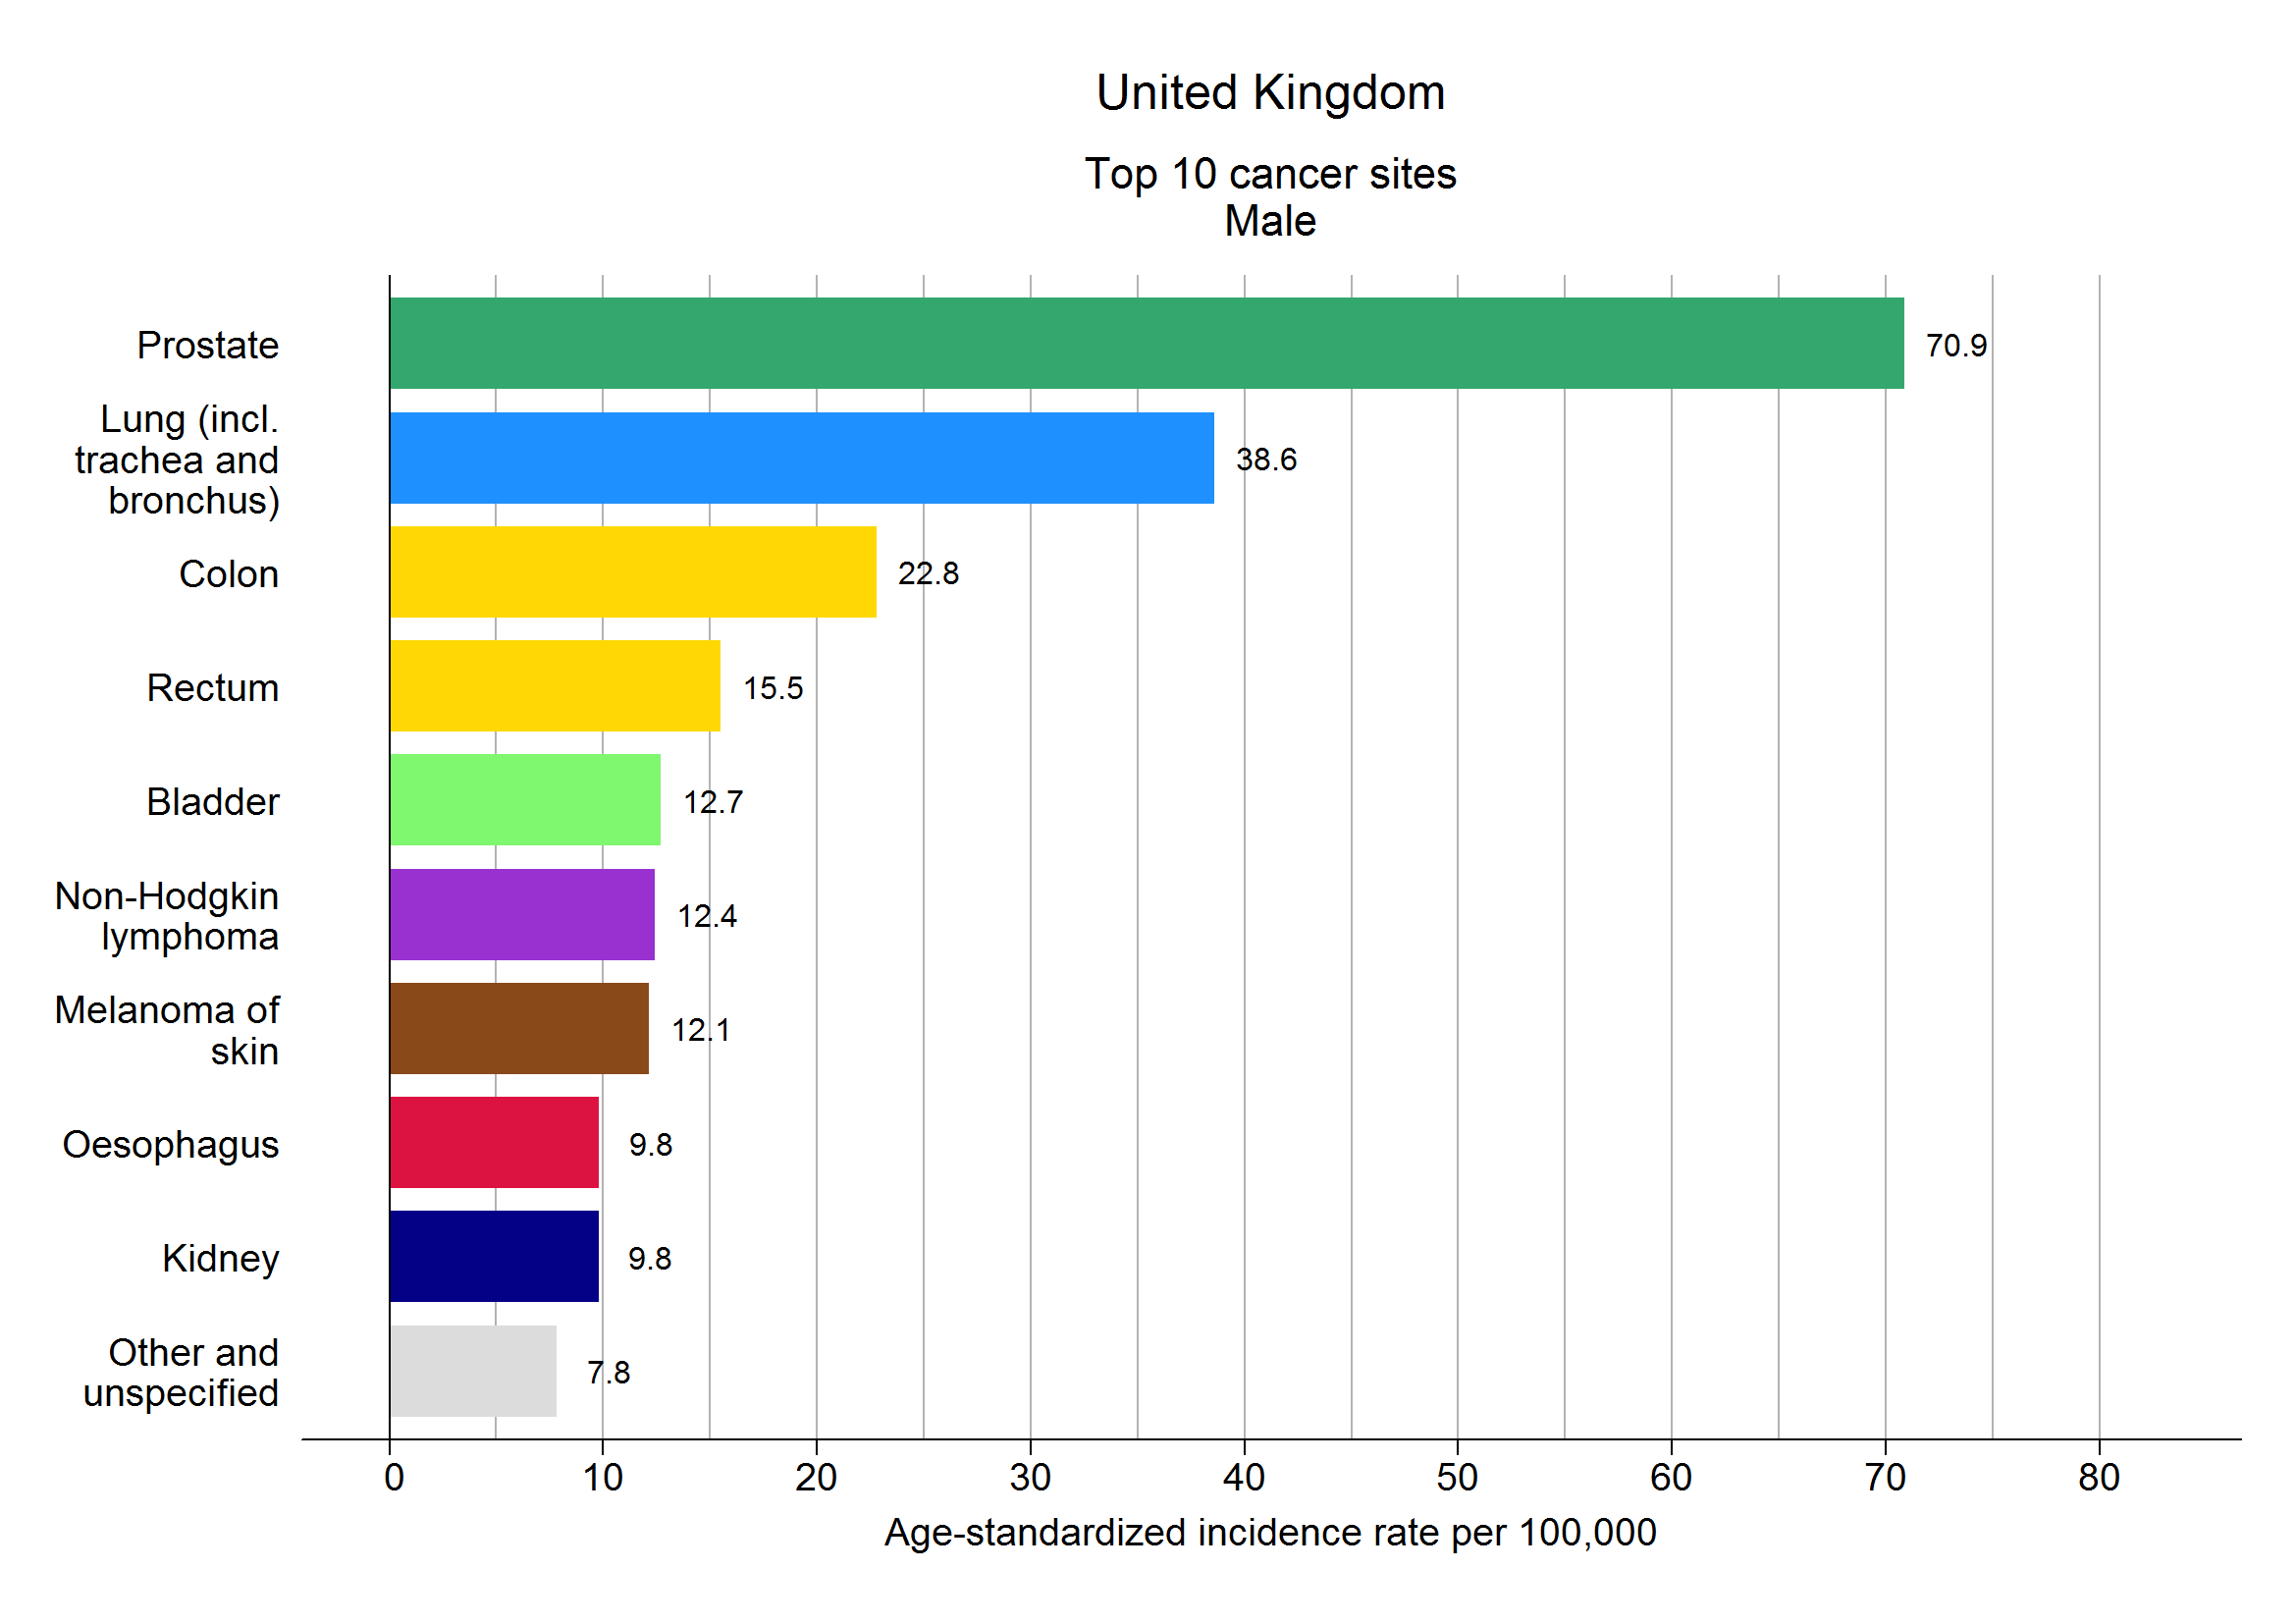 United Kingdom
Top 10 cancer sites
Male
Prostate
70.9
Lung (incl.
trachea and
bronchus)
38.6
Colon
22.8
Rectum
15.5
Bladder
12.7
Non-Hodgkin
lymphoma
12.4
Melanoma of
skin
12.1
Oesophagus
9.8
Kidney
9.8
Other and
unspecified
7.8
0 10 20 30 40 50 60 70 80
Age-standardized incidence rate per 100,000